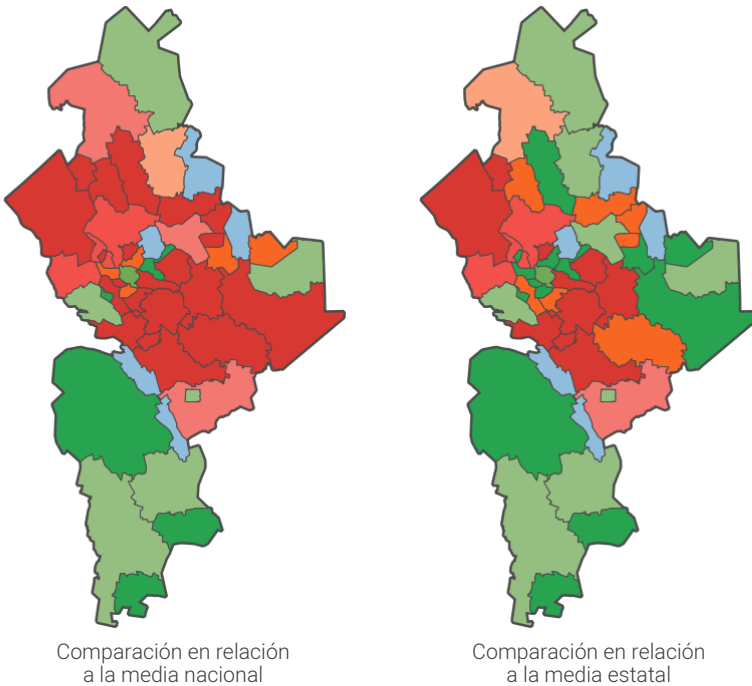 Comparación en relación
a la media nacional
Comparación en relación
a la media estatal